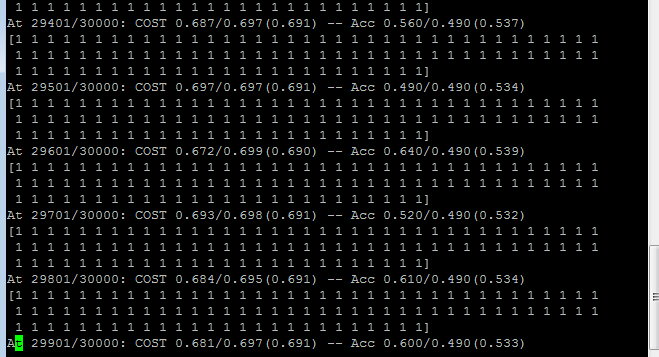 1 1 1 1 1 1 1 1 1 1 1 1 1 1 1 1 1 1 1 1 1 1 1 1 1 1]
At 29401/30000: COST 0.687/0.697(0.691) -- Acc 0.560/0.490(0.537)
[1 1 1 1 1 1 1 1 1 1 1 1 1 1 1 1 1 1 1 1 1 1 1 1 1 1 1 1 1 1 1 1 1 1 1 1 1
1 1 1 1 1 1 1 1 1 1 1 1 1 1 1 1 1 1 1 1 1 1 1 1 1 1 1 1 1 1 1 1 1 1 1 1 1
1 1 1 1 1 1 1 1 1 1 1 1 1 1 1 1 1 1 1 1 1 1 1 1 1 1]
At 29501/30000: COST 0.697/0.697(0.691) -- Acc 0.490/0.490(0.534)
[1 1 1 1 1 1 1 1 1 1 1 1 1 1 1 1 1 1 1 1 1 1 1 1 1 1 1 1 1 1 1 1 1 1 1 1 1
1 1 1 1 1 1 1 1 1 1 1 1 1 1 1 1 1 1 1 1 1 1 1 1 1 1 1 1 1 1 1 1 1 1 1 1 1
1 1 1 1 1 1 1 1 1 1 1 1 1 1 1 1 1 1 1 1 1 1 1 1 1 1]
At 29601/30000: COST 0.672/0.699(0.690) -- Acc 0.640/0.490(0.539)
[1 1 1 1 1 1 1 1 1 1 1 1 1 1 1 1 1 1 1 1 1 1 1 1 1 1 1 1 1 1 1 1 1 1 1 1 1
1 1 1 1 1 1 1 1 1 1 1 1 1 1 1 1 1 1 1 1 1 1 1 1 1 1 1 1 1 1 1 1 1 1 1 1 1
1 1 1 1 1 1 1 1 1 1 1 1 1 1 1 1 1 1 1 1 1 1 1 1 1 1]
At 29701/30000: COST 0.693/0.698(0.691) -- Acc 0.520/0.490(0.532)
[1 1 1 1 1 1 1 1 1 1 1 1 1 1 1 1 1 1 1 1 1 1 1 1 1 1 1 1 1 1 1 1 1 1 1 1 1
1 1 1 1 1 1 1 1 1 1 1 1 1 1 1 1 1 1 1 1 1 1 1 1 1 1 1 1 1 1 1 1 1 1 1 1 1
1 1 1 1 1 1 1 1 1 1 1 1 1 1 1 1 1 1 1 1 1 1 1 1 1 1]
At 29801/30000: COST 0.684/0.695(0.691) -- Acc 0.610/0.490(0.534)
[1 1 1 1 1 1 1 1 1 1 1 1 1 1 1 1 1 1 1 1 1 1 1 1 1 1 1 1 1 1 1 1 1 1 1 1 1
1 1 1 1 1 1 1 1 1 1 1 1 1 1 1 1 1 1 1 1 1 1 1 1 1 1 1 1 1 1 1 1 1 1 1 1 1
1 1 1 1 1 1 1 1 1 1 1 1 1 1 1 1 1 1 1 1 1 1 1 1 1 1]
At 29901/30000: COST 0.681/0.697(0.691) -- Acc 0.600/0.490(0.533)